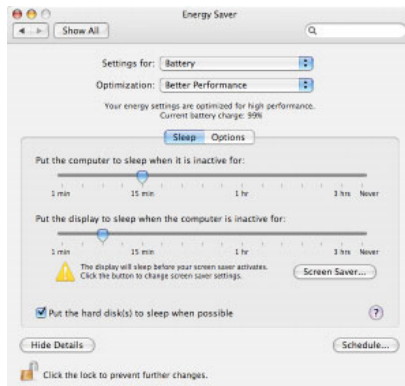 Energy Saver
Show All
Settings for: Battery
Optimization: Better Performance
Your energy settings are optimized for high performance.
Current battery charge: 99%
Sleep Options
Put the computer to sleep when it is inactive for:
1 min 15 min 1 hr 3 hrs Never
Put the display to sleep when the computer is inactive for:
1 min 15 min 1 hr 3 hrs Never
The display will sleep before your screen saver activates.
Click the button to change screen saver settings.
Screen Saver...
Put the hard disk(s) to sleep when possible
?
Hide Details Schedule...
Click the lock to prevent further changes.